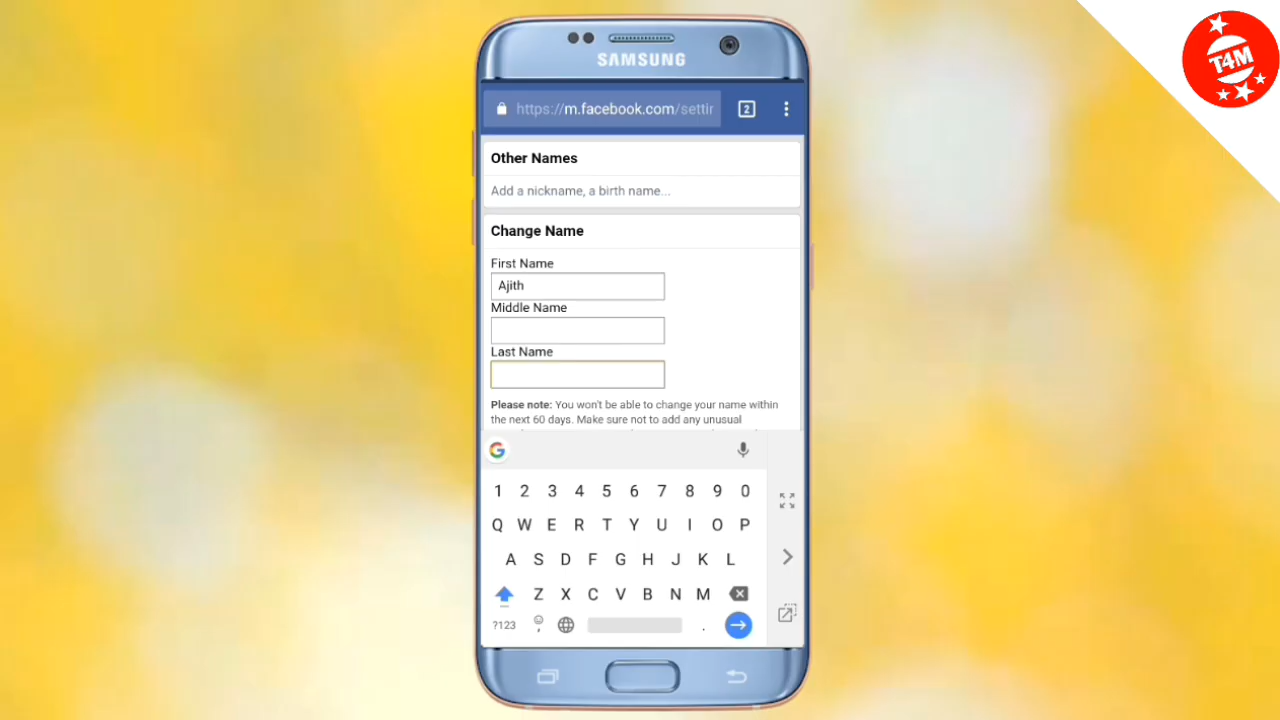 T4M
SAMSUNG
https://m.facebook.com/settir
2
Other Names
Add a nickname, a birth name...
Change Name
First Name
Ajith
Middle Name
Last Name
Please note: You won't be able to change your name within
the next 60 days. Make sure not to add any unusual
G
1 2 3 4 5 6 7 8 9 0
Q W E R T Y U I O P
A S D F G H J K L
Z X C V B N M
?123 , .